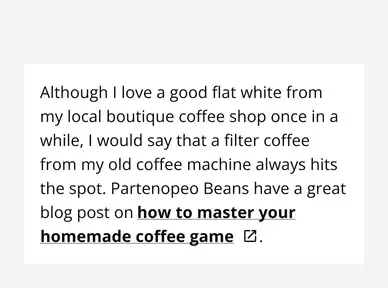 Although I love a good flat white from
my local boutique coffee shop once in a
while, I would say that a filter coffee
from my old coffee machine always hits
the spot. Partenopeo Beans have a great
blog post on how to master your
homemade coffee game .